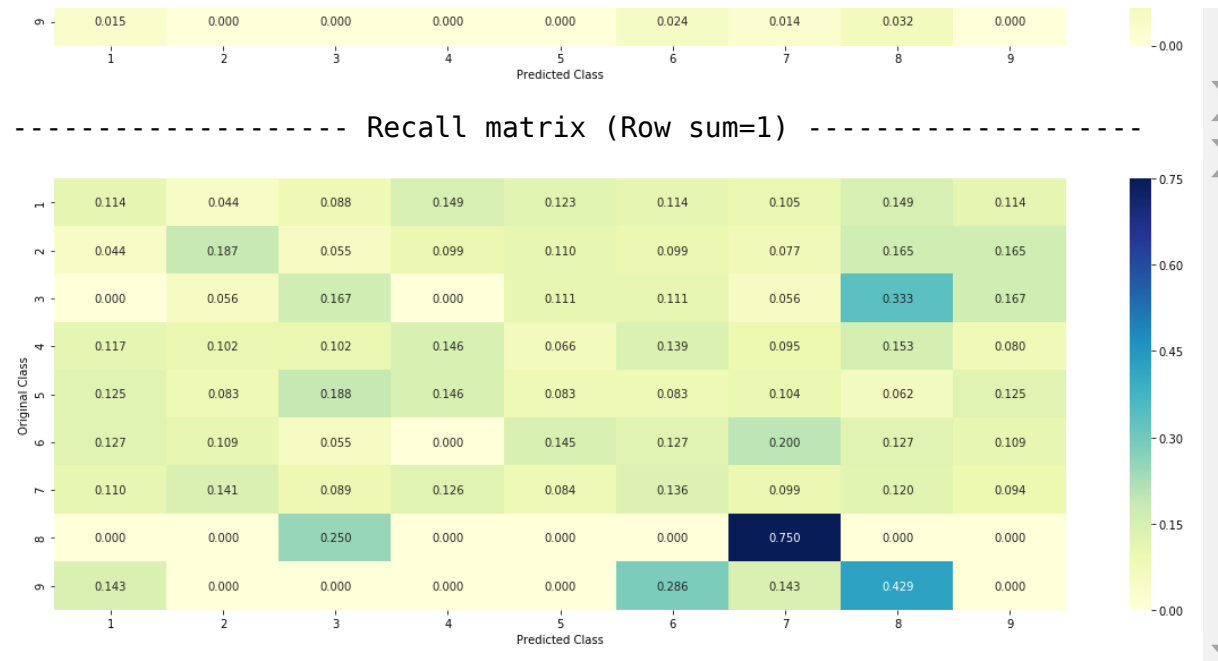 9 0.015 0.000 0.000 0.000 0.000 0.024 0.014 0.032 0.000 0.00
1 2 3 4 5 6 7 8 9
Predicted Class
-------------------- Recall matrix (Row sum=1) --------------------
0.75
1 0.114 0.044 0.088 0.149 0.123 0.114 0.105 0.149 0.114
2 0.044 0.187 0.055 0.099 0.110 0.099 0.077 0.165 0.165
0.60
3 0.000 0.056 0.167 0.000 0.111 0.111 0.056 0.333 0.167
4 0.117 0.102 0.102 0.146 0.066 0.139 0.095 0.153 0.080
0.45
Original Class
5 0.125 0.083 0.188 0.146 0.083 0.083 0.104 0.062 0.125
0.30
6 0.127 0.109 0.055 0.000 0.145 0.127 0.200 0.127 0.109
7 0.110 0.141 0.089 0.126 0.084 0.136 0.099 0.120 0.094
0.15
8 0.000 0.000 0.250 0.000 0.000 0.000 0.750 0.000 0.000
9 0.143 0.000 0.000 0.000 0.000 0.286 0.143 0.429 0.000
0.00
1 2 3 4 5 6 7 8 9
Predicted Class